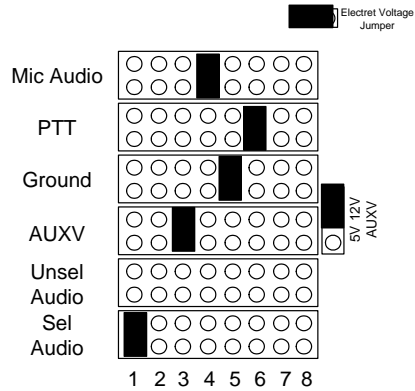 Electret Voltage
Jumper
Mic Audio
PTT
Ground
AUXV
5V 12V
AUXV
Unsel
Audio
Sel
Audio
1 2 3 4 5 6 7 8